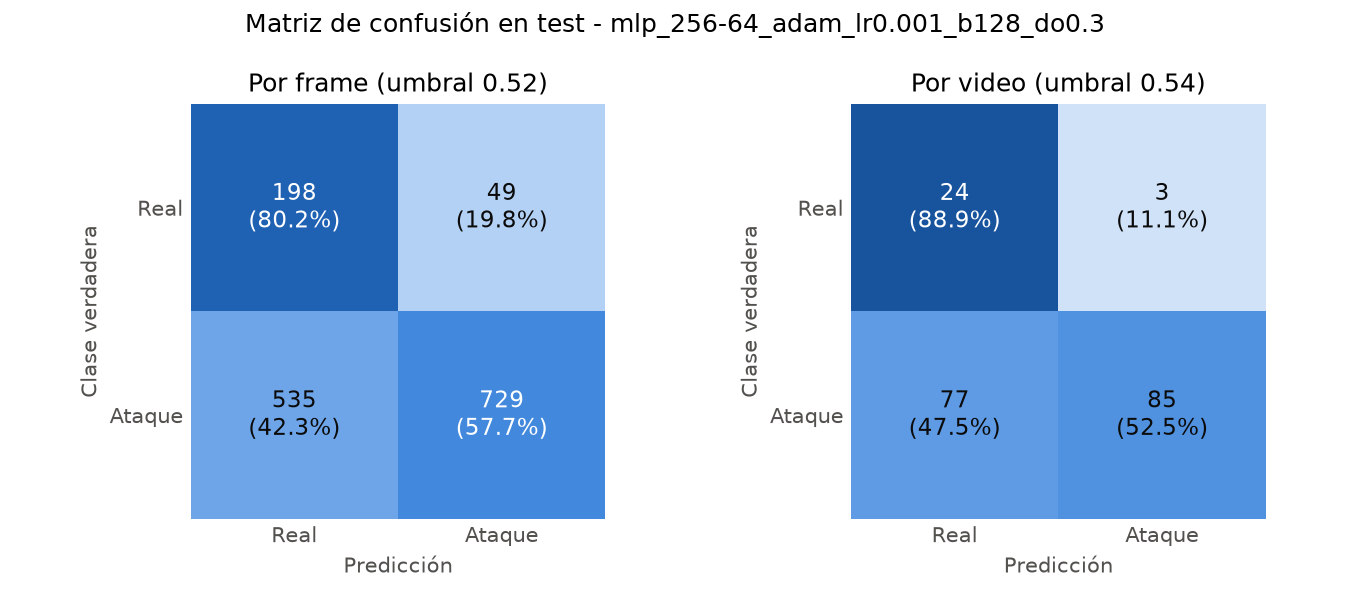 Matriz de confusión en test - mlp_256-64_adam_lr0.001_b128_do0.3
Por frame (umbral 0.52)
Clase verdadera
Real
198
(80.2%)
49
(19.8%)
Ataque
535
(42.3%)
729
(57.7%)
Real
Ataque
Predicción
Por video (umbral 0.54)
Clase verdadera
Real
24
(88.9%)
3
(11.1%)
Ataque
77
(47.5%)
85
(52.5%)
Real
Ataque
Predicción